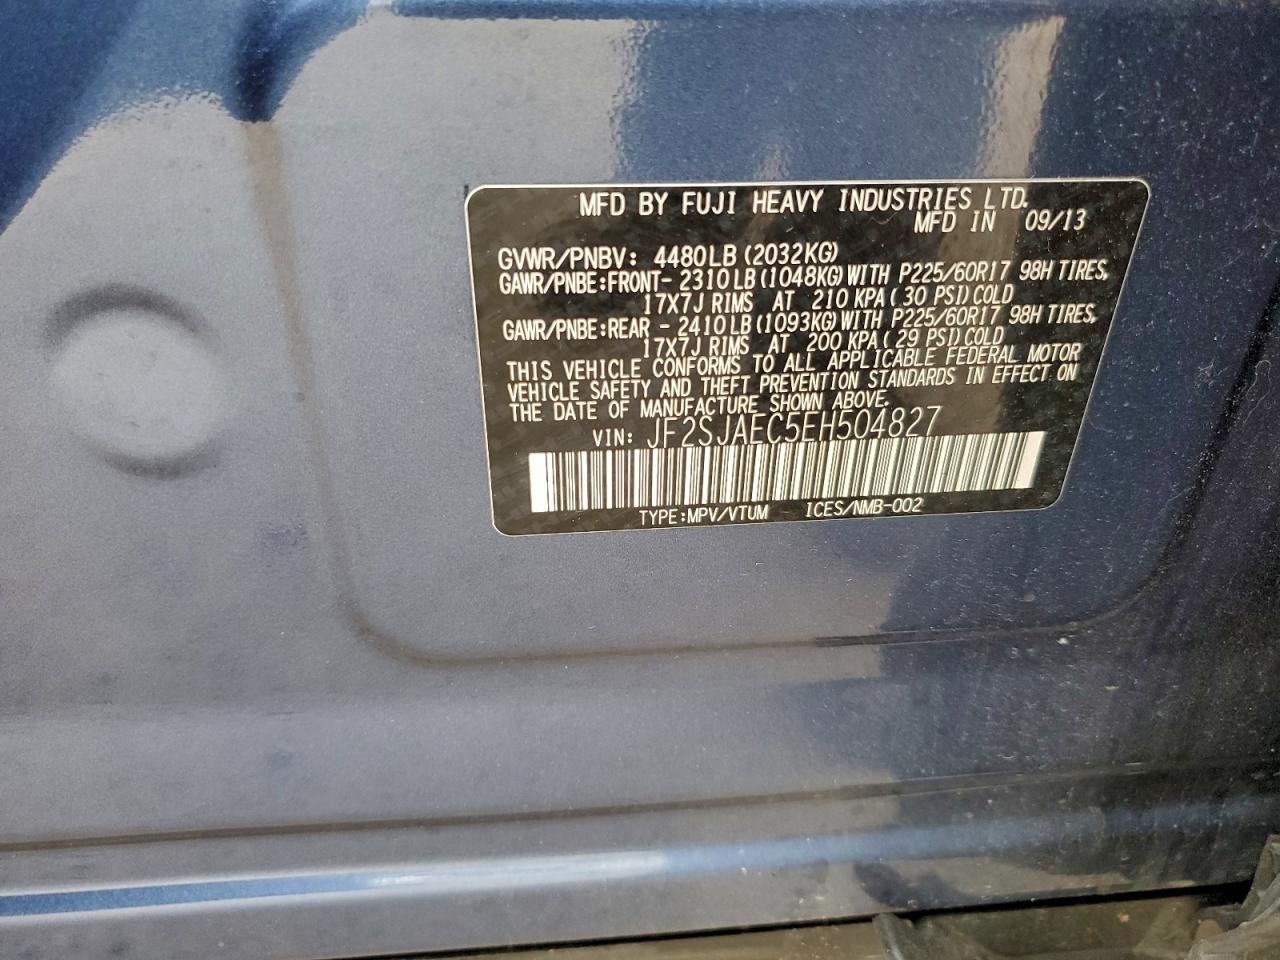 MFD BY FUJI HEAVY INDUSTRIES LTD.
MFD IN 09/13
GVWR/PNBV: 4480LB (2032KG)
GAWR/PNBE:FRONT- 2310LB (1048KG) WITH P225/60R17 98H TIRES,
17X7J RIMS AT 210 KPA ( 30 PSI) COLD
GAWR/PNBE:REAR - 2410LB (1093KG) WITH P225/60R17 98H TIRES,
17X7J RIMS AT 200 KPA ( 29 PSI) COLD
THIS VEHICLE CONFORMS TO ALL APPLICABLE FEDERAL MOTOR
VEHICLE SAFETY AND THEFT PREVENTION STANDARDS IN EFFECT ON
THE DATE OF MANUFACTURE SHOWN ABOVE.
VIN: JF2SJAEC5EH504827
TYPE:MPV/VTUM ICES/NMB-002